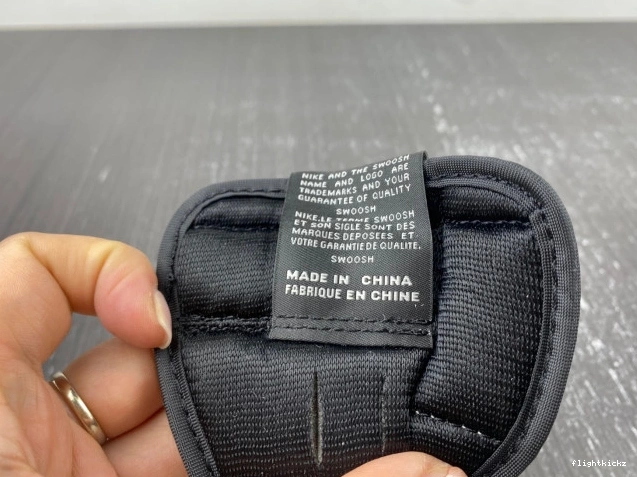 NIKE AND THE SWOOSH
NAME AND LOGO ARE
TRADEMARKS AND YOUR
GUARANTEE OF QUALITY
SWOOSH
NIKE,LE TERME SWOOSH
ET SON SIGLE SONT DES
MARQUES DEPOSEES ET
VOTRE GARANTIE DE QUALITE.
SWOOSH
MADE IN CHINA
FABRIQUE EN CHINE
flightkickz